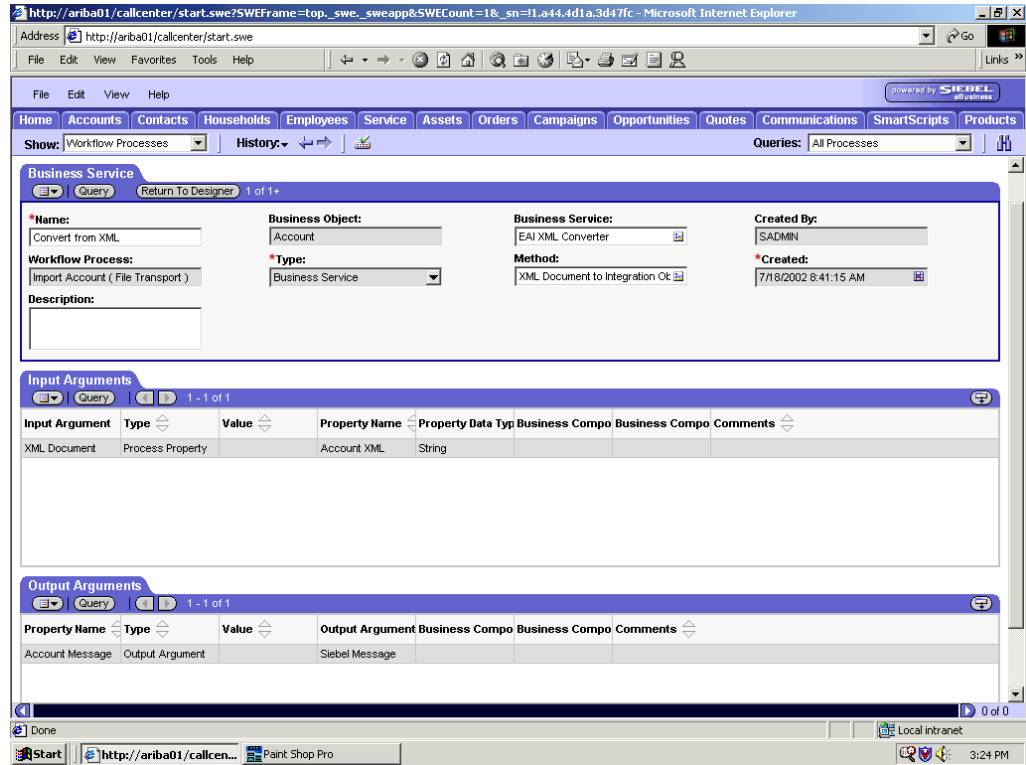 http://ariba01/callcenter/start.swe?SWEFrame=top._swe._sweapp&SWECount=1&_sn=!1.a44.4d1a.3d47fc - Microsoft Internet Explorer
Address http://ariba01/callcenter/start.swe Go
File Edit View Favorites Tools Help Links »
File Edit View Help powered by SIEBEL eBusiness
Home Accounts Contacts Households Employees Service Assets Orders Campaigns Opportunities Quotes Communications SmartScripts Products
Show: Workflow Processes History: Queries: All Processes
Business Service
Query Return To Designer 1 of 1+
*Name: Business Object: Business Service: Created By:
Convert from XML Account EAI XML Converter SADMIN
Workflow Process: *Type: Method: *Created:
Import Account ( File Transport ) Business Service XML Document to Integration Ob 7/18/2002 8:41:15 AM
Description:
Input Arguments
Query 1 - 1 of 1
Input Argument Type Value Property Name Property Data Typ Business Compo Business Compo Comments
XML Document Process Property Account XML String
Output Arguments
Query 1 - 1 of 1
Property Name Type Value Output Argument Business Compo Business Compo Comments
Account Message Output Argument Siebel Message
0 of 0
Done Local intranet
Start http://ariba01/callcen... Paint Shop Pro 3:24 PM